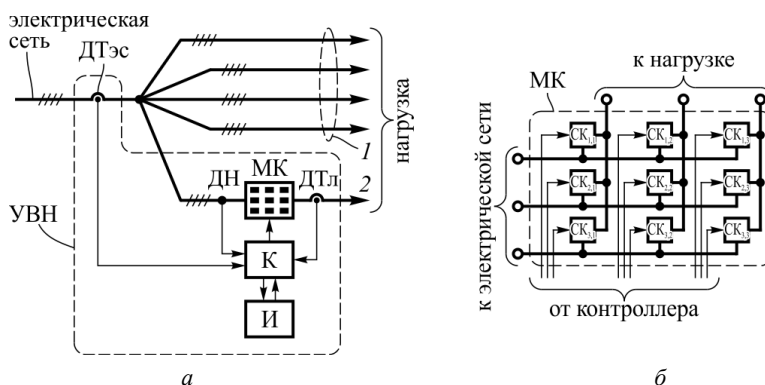 электрическая
сеть
ДТэс
1
нагрузка
ДН
МК
ДТл
2
УВН
К
И
а
к нагрузке
МК
к электрической сети
СК1,1
СК1,2
СК1,3
СК2,1
СК2,2
СК2,3
СК3,1
СК3,2
СК3,3
от контроллера
б